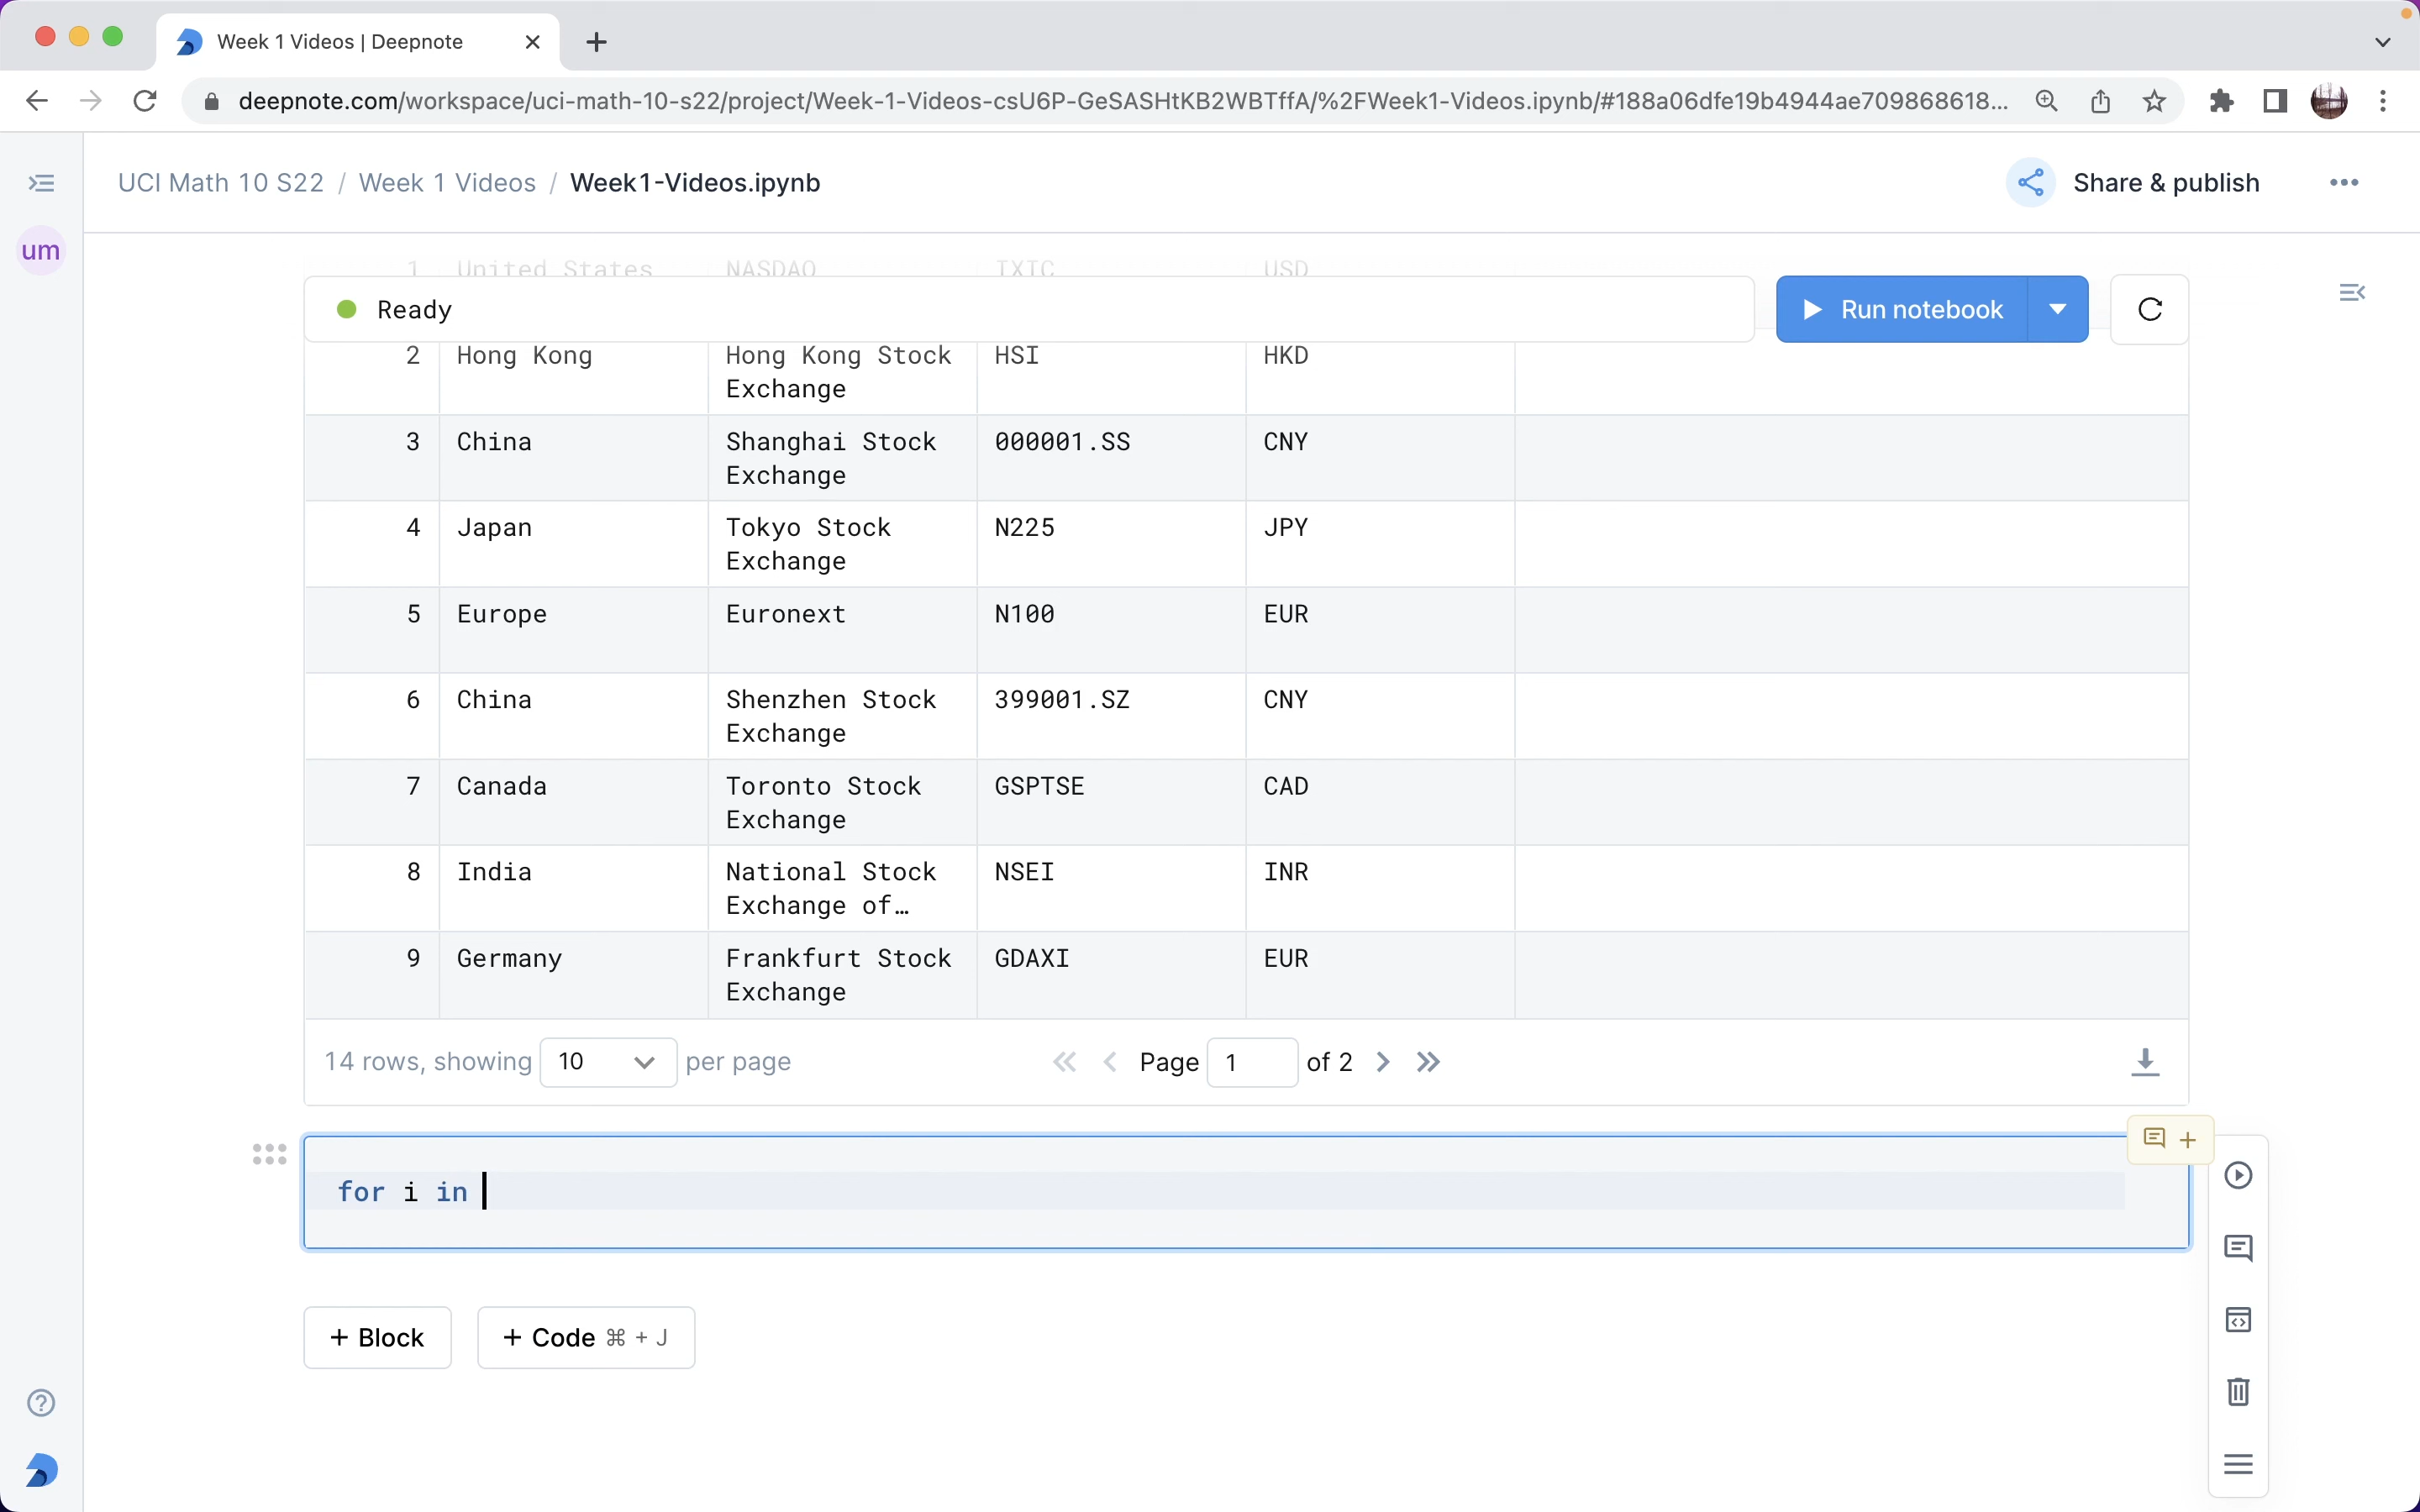 Week 1 Videos | Deepnote
deepnote.com/workspace/uci-math-10-s22/project/Week-1-Videos-csU6P-GeSASHtKB2WBTffA/%2FWeek1-Videos.ipynb/#188a06dfe19b4944ae709868618...
UCI Math 10 S22 / Week 1 Videos / Week1-Videos.ipynb
Share & publish
um
1 United States NASDAQ IXIC USD
Ready
Run notebook
2 Hong Kong Hong Kong Stock HSI HKD
Exchange
3 China Shanghai Stock 000001.SS CNY
Exchange
4 Japan Tokyo Stock N225 JPY
Exchange
5 Europe Euronext N100 EUR
6 China Shenzhen Stock 399001.SZ CNY
Exchange
7 Canada Toronto Stock GSPTSE CAD
Exchange
8 India National Stock NSEI INR
Exchange of…
9 Germany Frankfurt Stock GDAXI EUR
Exchange
14 rows, showing 10 per page
Page 1 of 2
for i in
+ Block
+ Code ⌘ + J